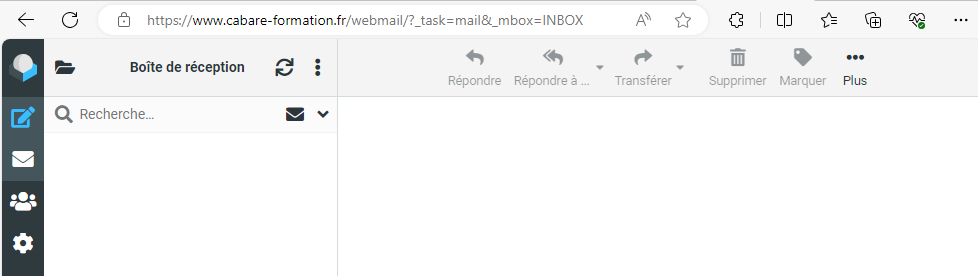 https://www.cabare-formation.fr/webmail/?_task=mail&_mbox=INBOX
Boîte de réception
Répondre Répondre à ... Transférer Supprimer Marquer Plus
Recherche...